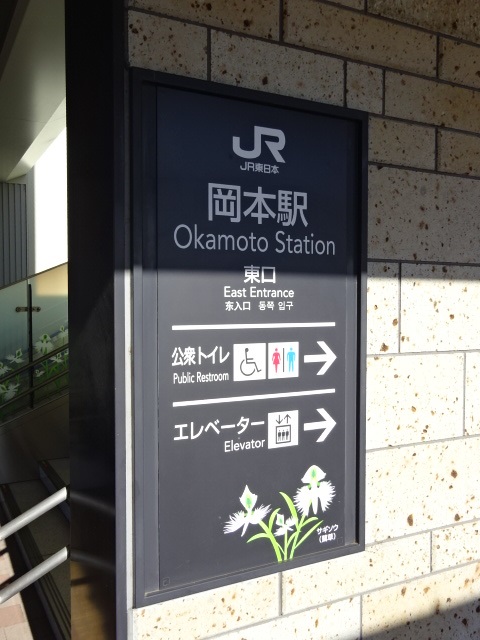 JR
JR東日本
岡本駅
Okamoto Station
東口
East Entrance
东入口 동쪽 입구
公衆トイレ
Public Restroom
エレベーター
Elevator
サギソウ
(鷺草)